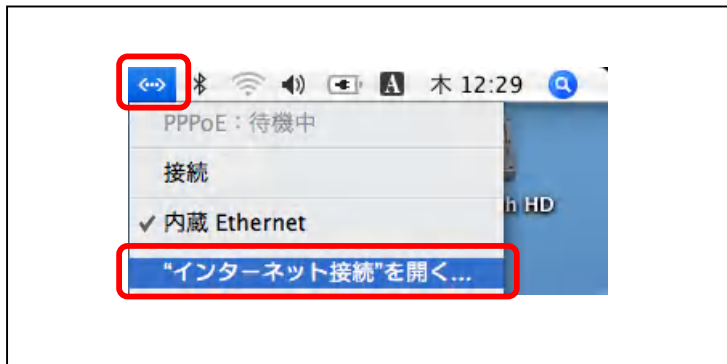 A 木 12:29
PPPoE：待機中
接続
h HD
✓ 内蔵 Ethernet
“インターネット接続”を開く...